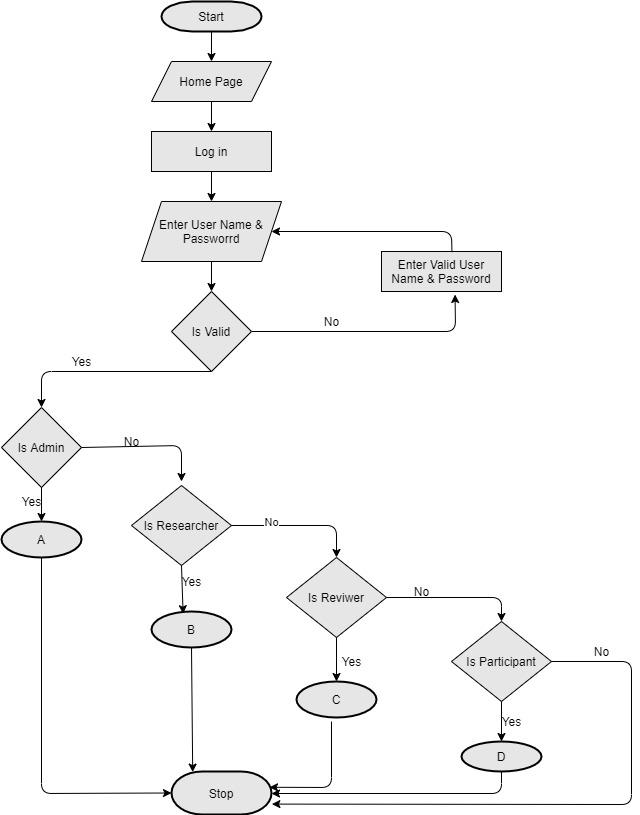 Start
Home Page
Log in
Enter User Name &
Passworrd
Enter Valid User
Name & Password
Is Valid
No
Yes
Is Admin
No
Yes
A
Is Researcher
No
Yes
B
Is Reviwer
No
Yes
C
Is Participant
No
Yes
D
Stop